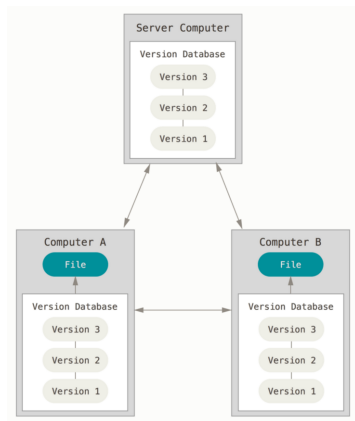 Server Computer
Version Database
Version 3
Version 2
Version 1
Computer A
File
Version Database
Version 3
Version 2
Version 1
Computer B
File
Version Database
Version 3
Version 2
Version 1